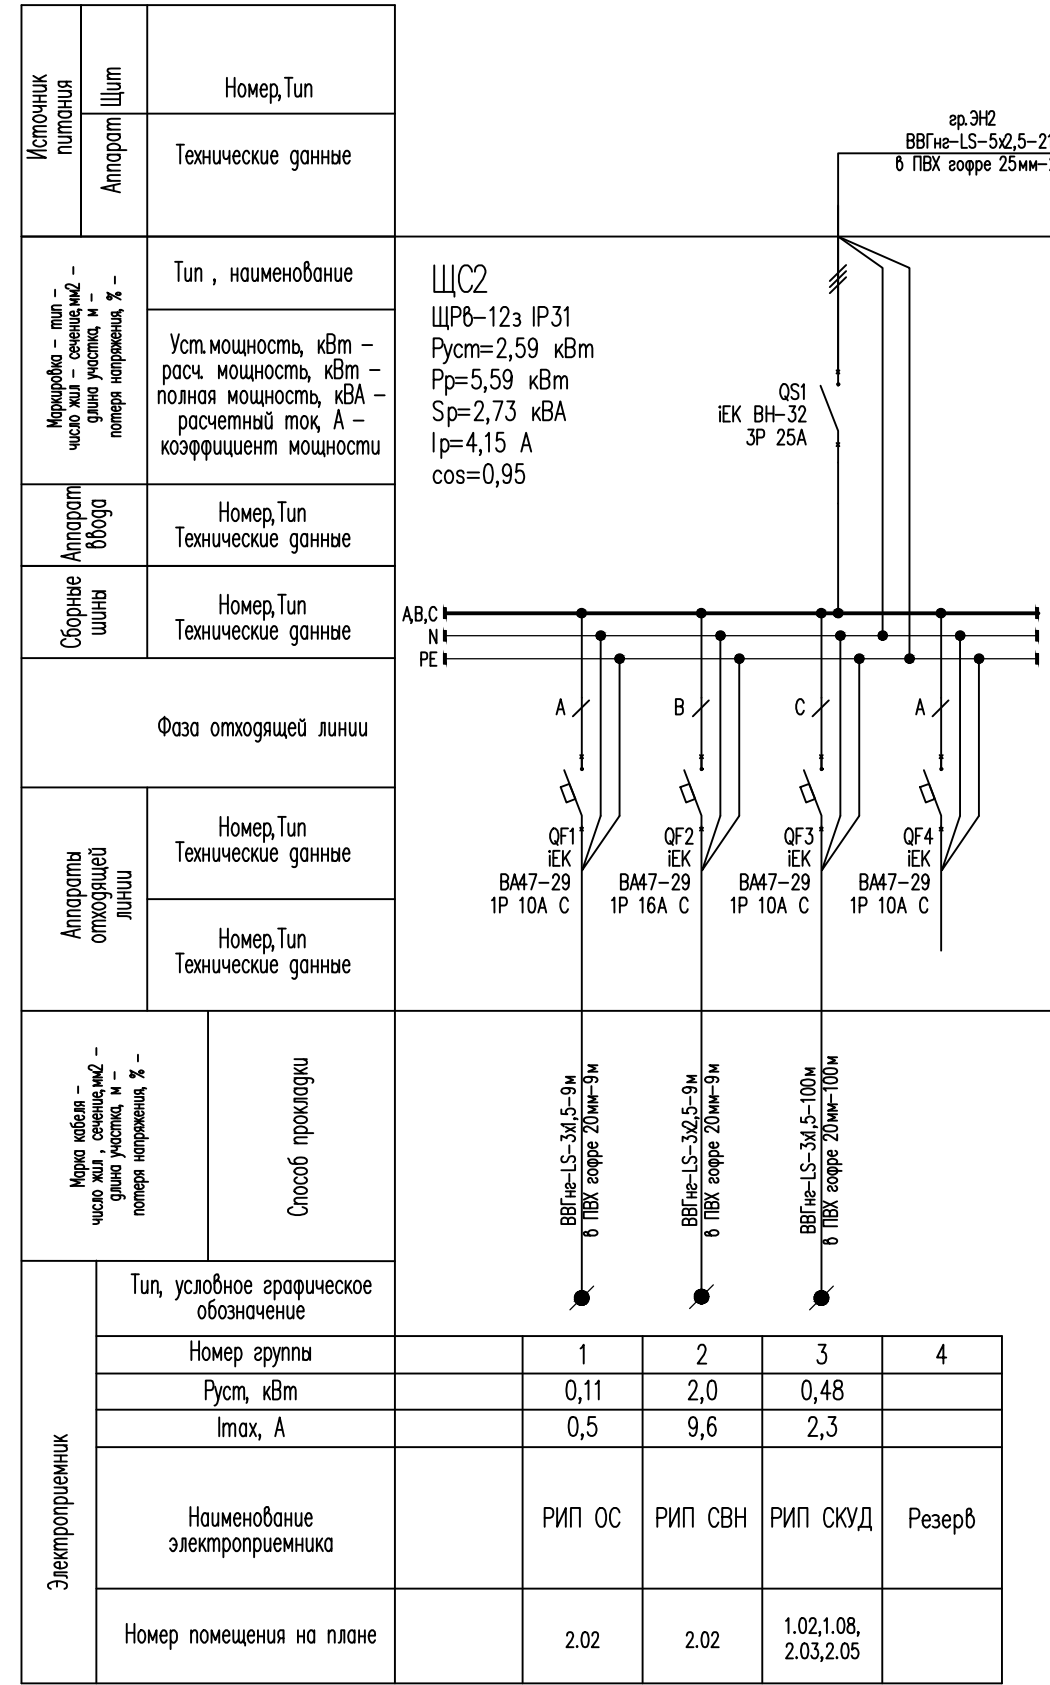 Источник
питания
Щит
Аппарат
Номер,Тип
Технические данные
гр.ЭН2
ВВГнг-LS-5х2,5-21
в ПВХ гофре 25мм-
Маркировка - тип -
число жил - сечение,мм2 -
длина участка, м -
потеря напряжения, % -
Тип , наименование
Уст.мощность, кВт -
расч. мощность, кВт -
полная мощность, кВА -
расчетный ток, А -
коэффициент мощности
ЩС2
ЩРв-12з IP31
Руст=2,59 кВт
Рр=5,59 кВт
Sр=2,73 кВА
Iр=4,15 А
cos=0,95
QS1
iEK ВН-32
3Р 25А
Аппарат
ввода
Номер,Тип
Технические данные
Сборные
шины
Номер,Тип
Технические данные
А,В,С
N
РЕ
Фаза отходящей линии
А
В
С
А
Аппараты
отходящей
линии
Номер,Тип
Технические данные
Номер,Тип
Технические данные
QF1
iEK
ВА47-29
1Р 10А С
QF2
iEK
ВА47-29
1Р 16А С
QF3
iEK
ВА47-29
1Р 10А С
QF4
iEK
ВА47-29
1Р 10А С
Марка кабеля -
число жил , сечение,мм2 -
длина участка, м -
потеря напряжения, % -
Способ прокладки
ВВГнг-LS-3х1,5-9м
в ПВХ гофре 20мм-9м
ВВГнг-LS-3х2,5-9м
в ПВХ гофре 20мм-9м
ВВГнг-LS-3х1,5-100м
в ПВХ гофре 20мм-100м
Электроприемник
Тип, условное графическое
обозначение
Номер группы
1 2 3 4
Руст, кВт
0,11 2,0 0,48
Imax, А
0,5 9,6 2,3
Наименование
электроприемника
РИП ОС РИП СВН РИП СКУД Резерв
Номер помещения на плане
2.02 2.02
1.02,1.08,
2.03,2.05